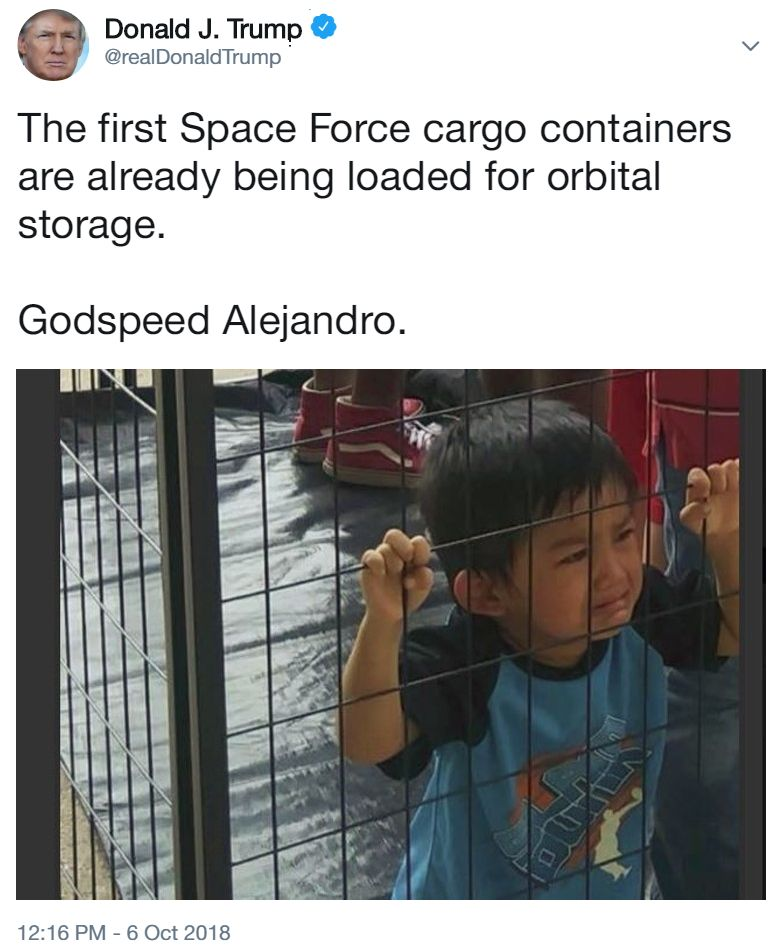 Donald J. Trump
@realDonaldTrump
The first Space Force cargo containers
are already being loaded for orbital
storage.
Godspeed Alejandro.
12:16 PM - 6 Oct 2018